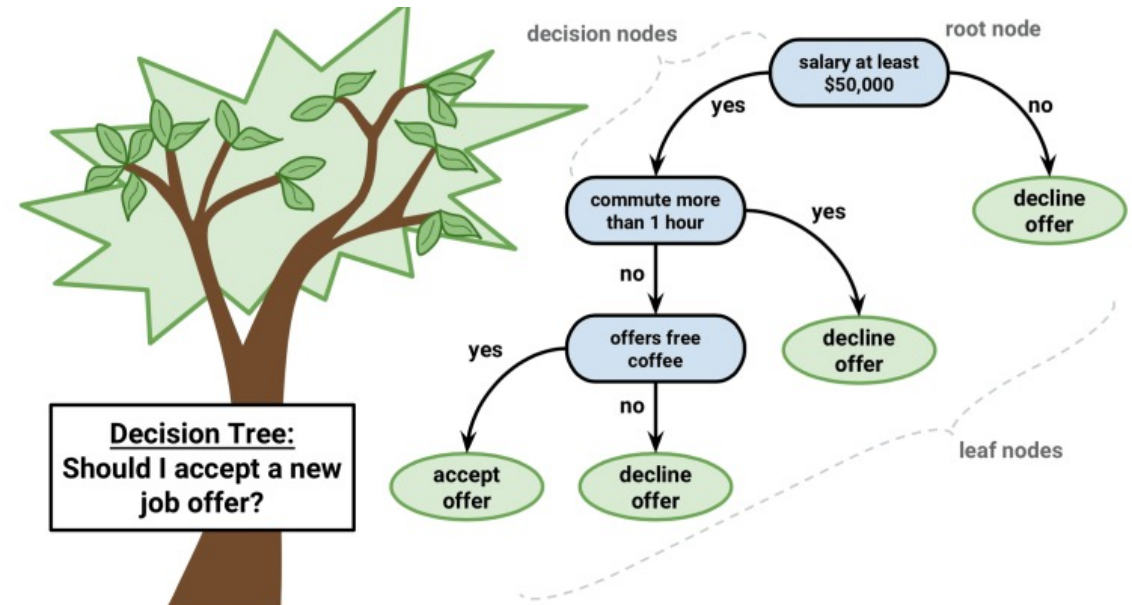 decision nodes
root node
salary at least
$50,000
yes
no
commute more
than 1 hour
yes
decline
offer
no
offers free
coffee
decline
offer
yes
no
leaf nodes
accept
offer
decline
offer
Decision Tree:
Should I accept a new
job offer?